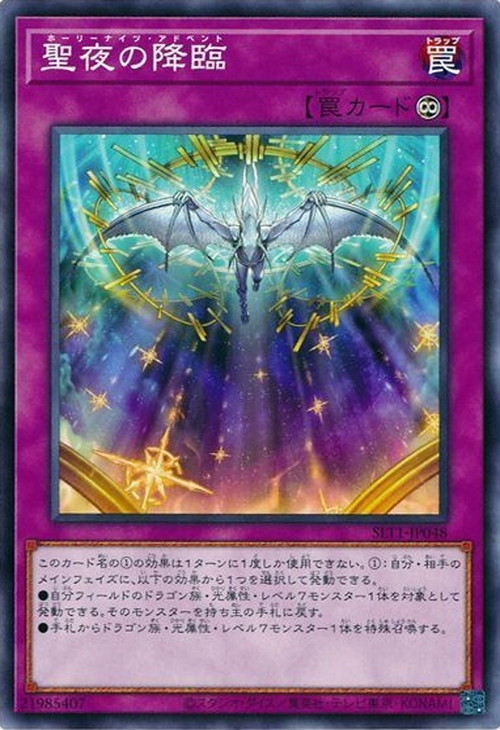 ホーリーナイツ・アドベント
聖夜の降臨
トラップ
罠
トラップ
【罠カード】
SET1-JP048
このカード名の①の効果は1ターンに1度しか使用できない。①:自分・相手の
メインフェイズに、以下の効果から1つを選択して発動できる。
●自分フィールドのドラゴン族・光属性・レベル7モンスター1体を対象として
発動できる。そのモンスターを持ち主の手札に戻す。
●手札からドラゴン族・光属性・レベル7モンスター1体を特殊召喚する。
21985407
©スタジオ・ダイス/集英社・テレビ東京・KONAMI